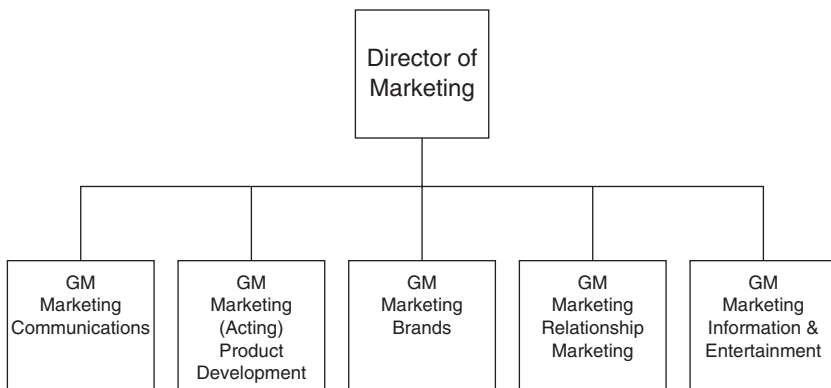 Director of
Marketing
GM
Marketing
Communications
GM
Marketing
(Acting)
Product
Development
GM
Marketing
Brands
GM
Marketing
Relationship
Marketing
GM
Marketing
Information &
Entertainment